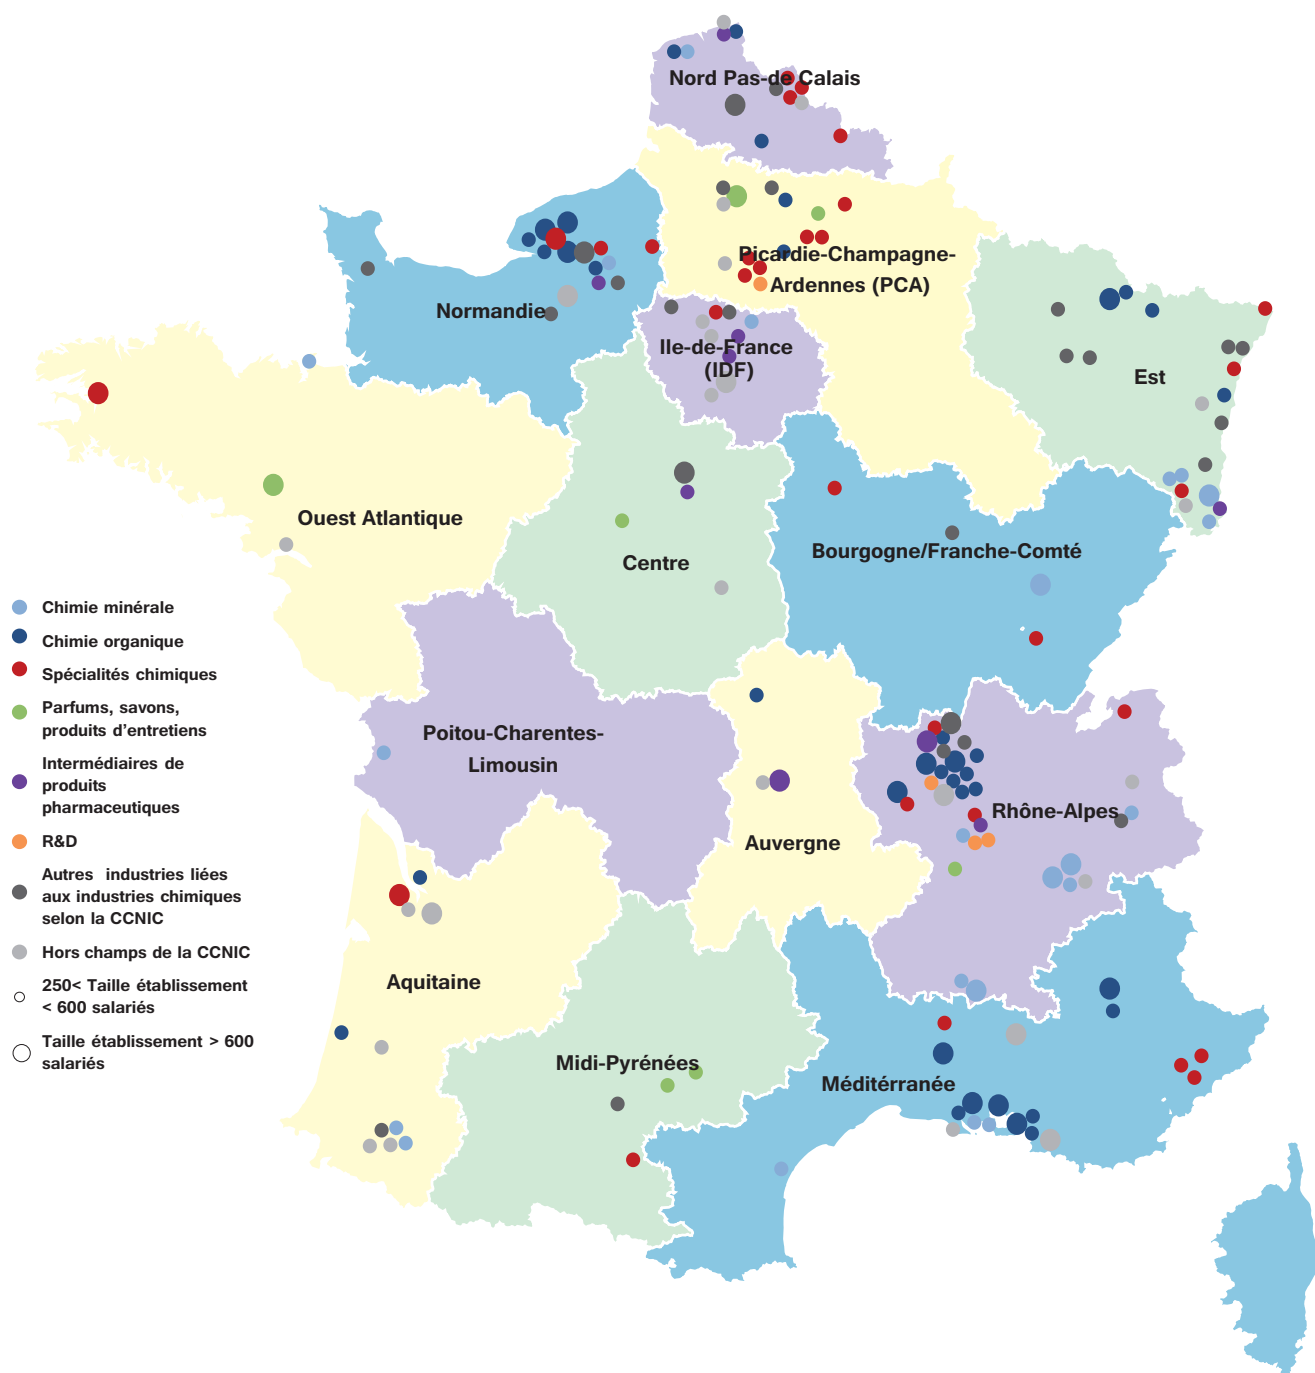 Nord Pas-de Calais
Picardie-Champagne-
Ardennes (PCA)
Normandie
Ile-de-France
(IDF)
Est
Ouest Atlantique
Centre
Bourgogne/Franche-Comté
Poitou-Charentes-
Limousin
Auvergne
Rhône-Alpes
Aquitaine
Midi-Pyrénées
Méditérranée
Chimie minérale
Chimie organique
Spécialités chimiques
Parfums, savons,
produits d'entretiens
Intermédiaires de
produits
pharmaceutiques
R&D
Autres industries liées
aux industries chimiques
selon la CCNIC
Hors champs de la CCNIC
250< Taille établissement
< 600 salariés
Taille établissement > 600
salariés